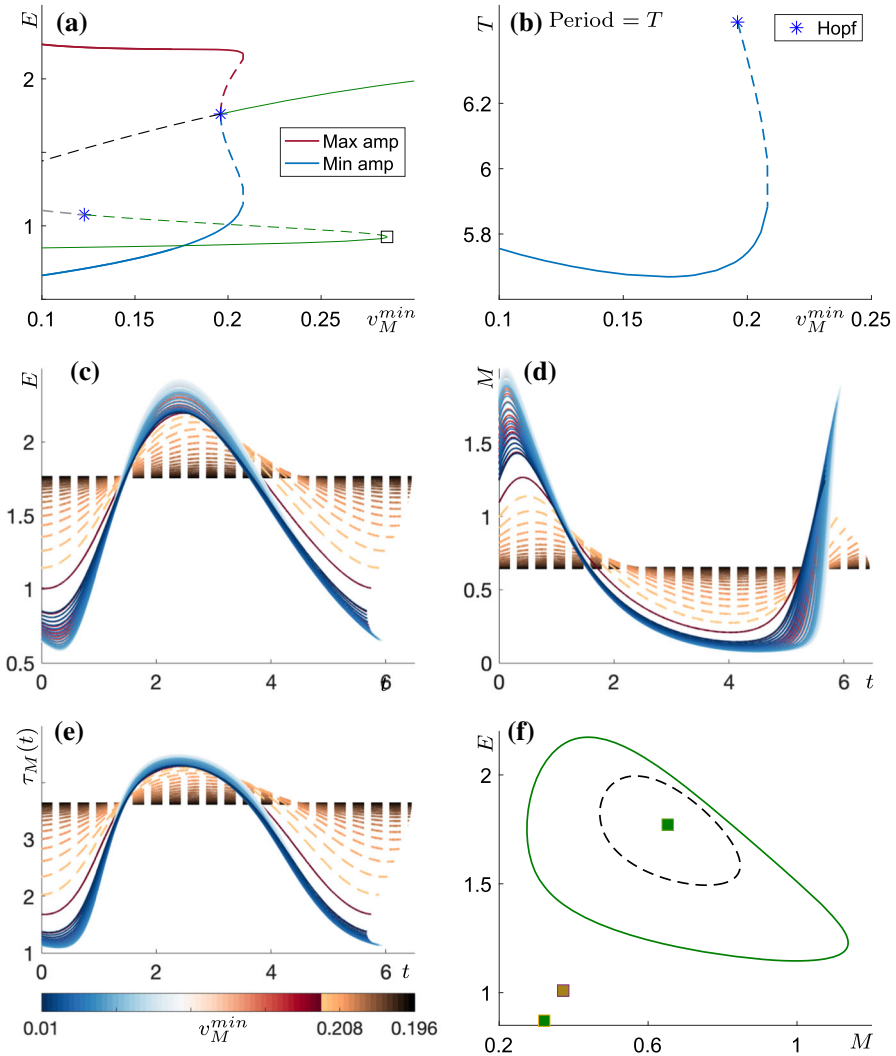 E
(a)
2
1
Max amp
Min amp
0.1 0.15 0.2 0.25
v_M^{min}
T
(b) Period = T
Hopf
6.2
6
5.8
0.1 0.15 0.2 0.25
v_M^{min}
E
(c)
2
1.5
1
0.5
0 2 4 6
t
M
(d)
1.5
1
0.5
0
0 2 4 6 t
τ_M(t)
(e)
3
2
1
0 2 4 6 t
0.01 v_M^{min} 0.208 0.196
E
(f)
2
1.5
1
0.2 0.6 1 M